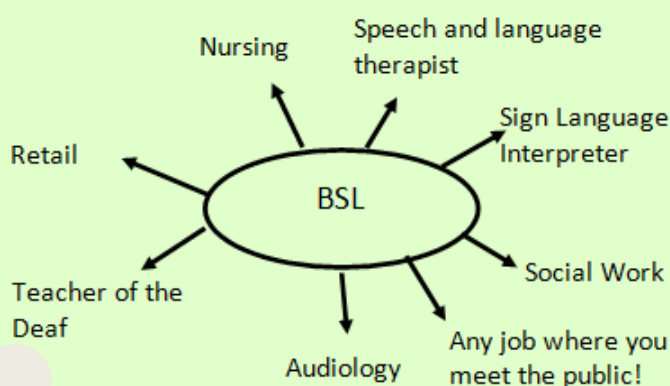 Speech and language
therapist
Nursing
Sign Language
Interpreter
Retail
BSL
Social Work
Teacher of the
Deaf
Any job where you
meet the public!
Audiology